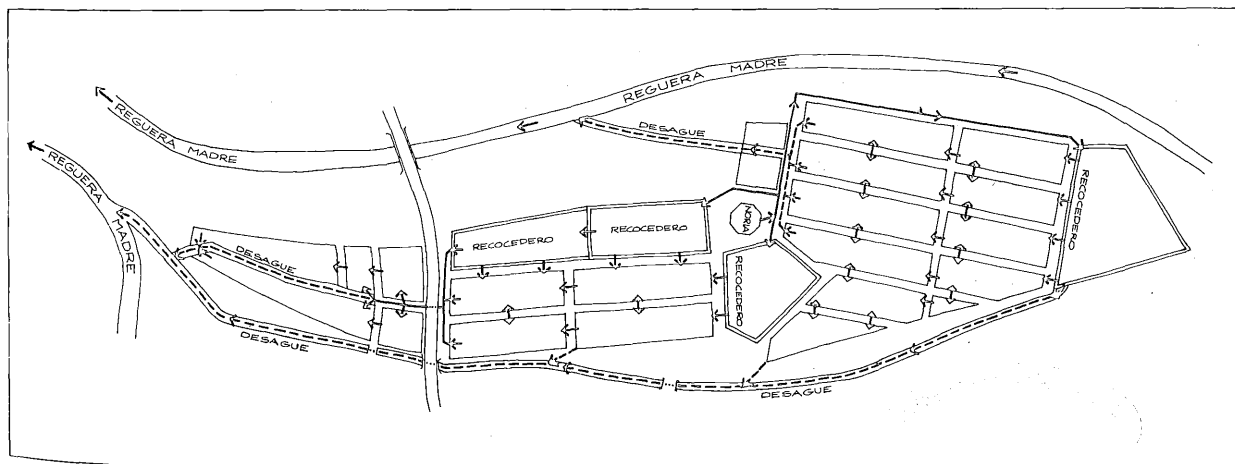 REGUERA MADRE
REGUERA MADRE
REGUERA MADRE
DESAGUE
RECOCEDERO
NORIA
RECOCEDERO
RECOCEDERO
RECOCEDERO
DESAGUE
DESAGUE
DESAGUE